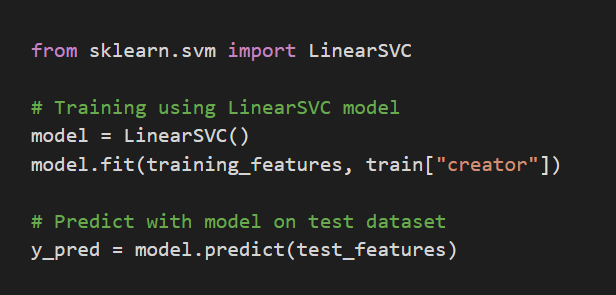 from sklearn.svm import LinearSVC
# Training using LinearSVC model
model = LinearSVC()
model.fit(training_features, train["creator"])
# Predict with model on test dataset
y_pred = model.predict(test_features)